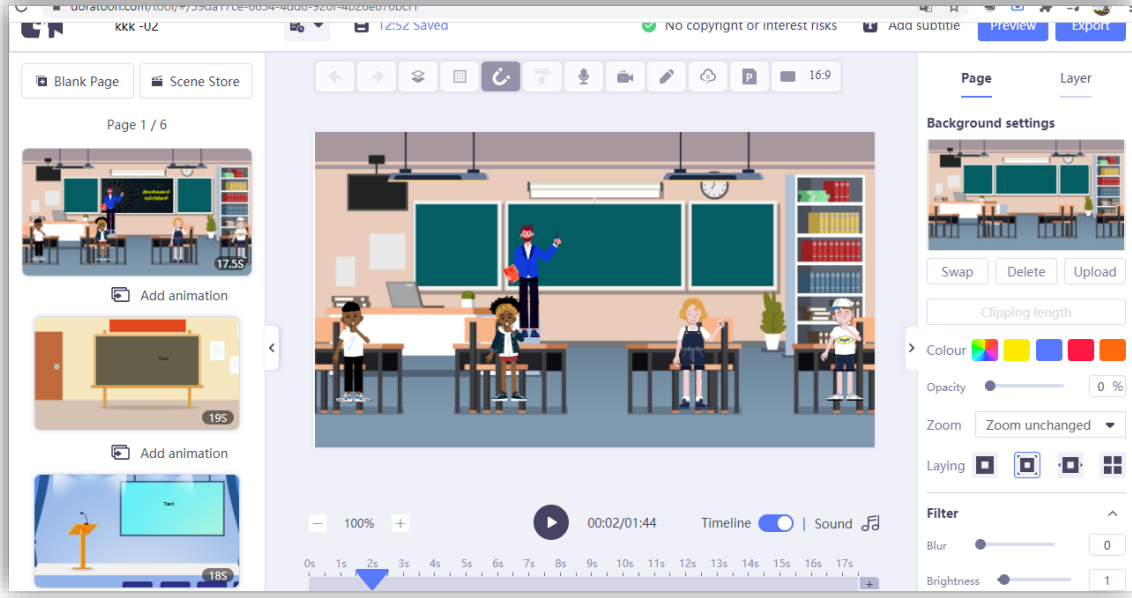 kkk -02
12:52 Saved
No copyright or interest risks
Add subtitle
Preview
Export
Blank Page
Scene Store
16:9
Page
Layer
Page 1 / 6
Background settings
17.5S
Add animation
Swap
Delete
Upload
Clipping length
Text
19S
Colour
Opacity
0 %
Zoom
Zoom unchanged
Add animation
Laying
Text
18S
100%
00:02/01:44
Timeline
Sound
Filter
Blur
0
0s 1s 2s 3s 4s 5s 6s 7s 8s 9s 10s 11s 12s 13s 14s 15s 16s 17s
Brightness
1